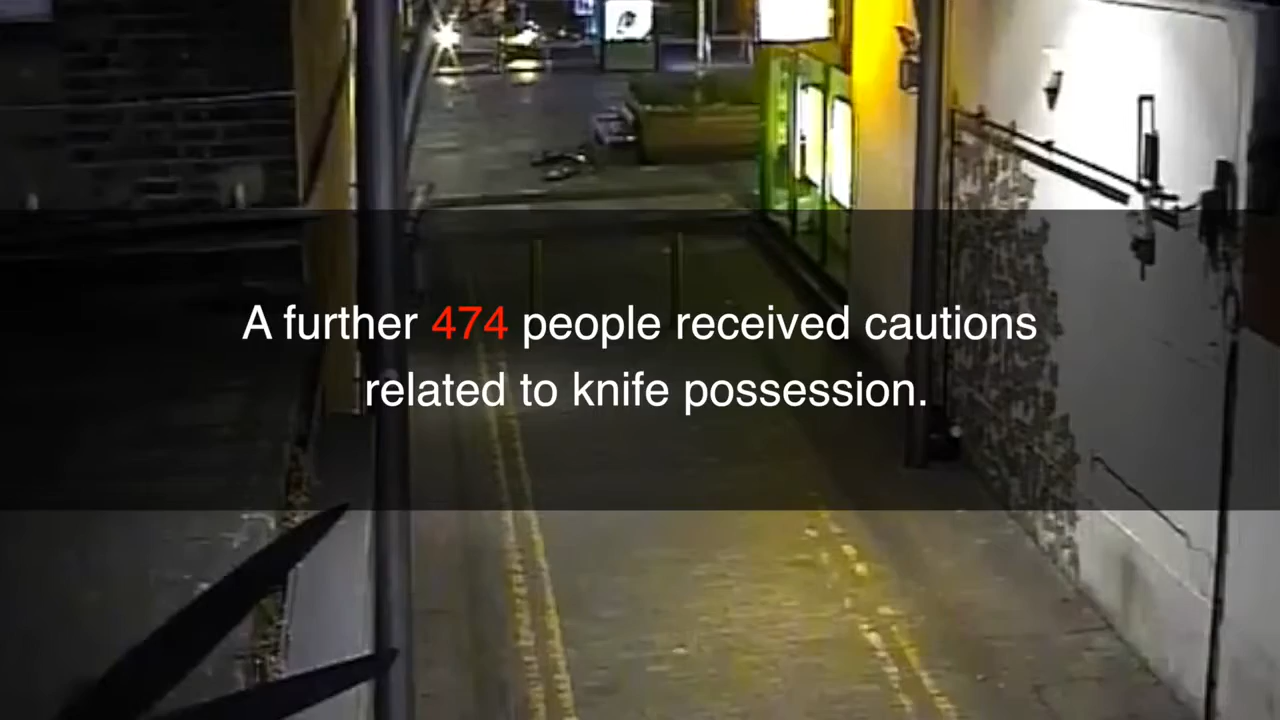 A further 474 people received cautions
related to knife possession.